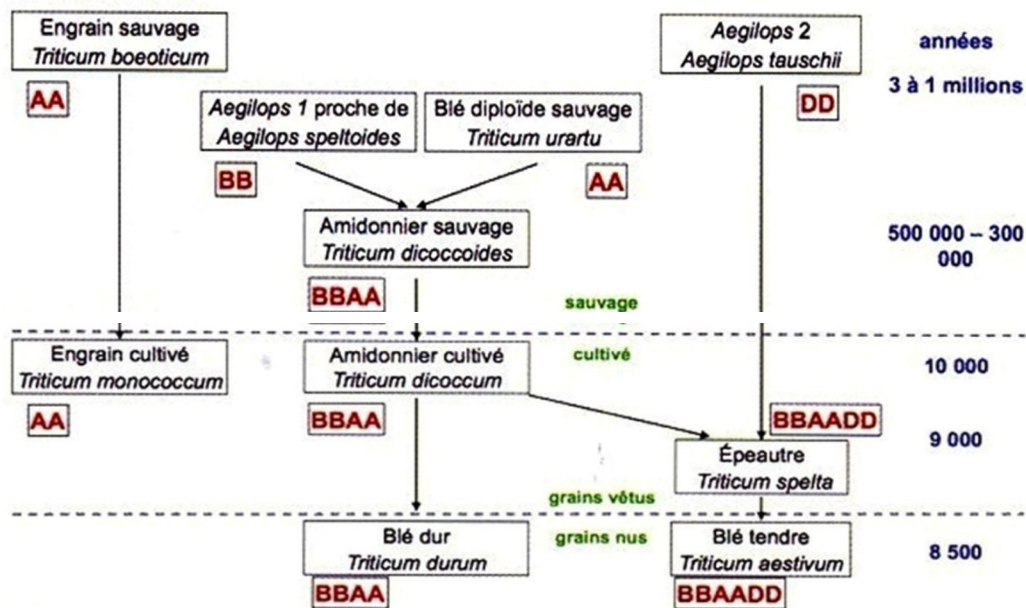 Engrain sauvage
Triticum boeoticum
AA
Aegilops 2
Aegilops tauschii
DD
années
3 à 1 millions
Aegilops 1 proche de
Aegilops speltoides
BB
Blé diploïde sauvage
Triticum urartu
AA
Amidonnier sauvage
Triticum dicoccoides
BBAA
500 000 – 300
000
sauvage
cultivé
Engrain cultivé
Triticum monococcum
AA
Amidonnier cultivé
Triticum dicoccum
BBAA
10 000
BBAADD
9 000
Épeautre
Triticum spelta
grains vêtus
grains nus
Blé dur
Triticum durum
BBAA
Blé tendre
Triticum aestivum
BBAADD
8 500